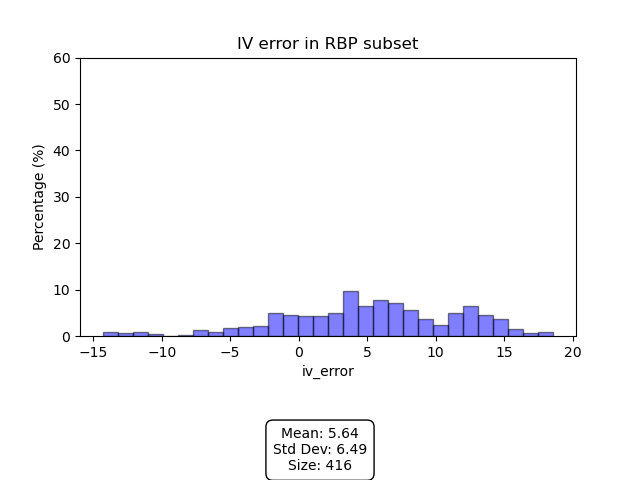 IV error in RBP subset
60
50
40
30
20
10
0
Percentage (%)
−15
−10
−5
0
5
10
15
20
iv_error
Mean: 5.64
Std Dev: 6.49
Size: 416